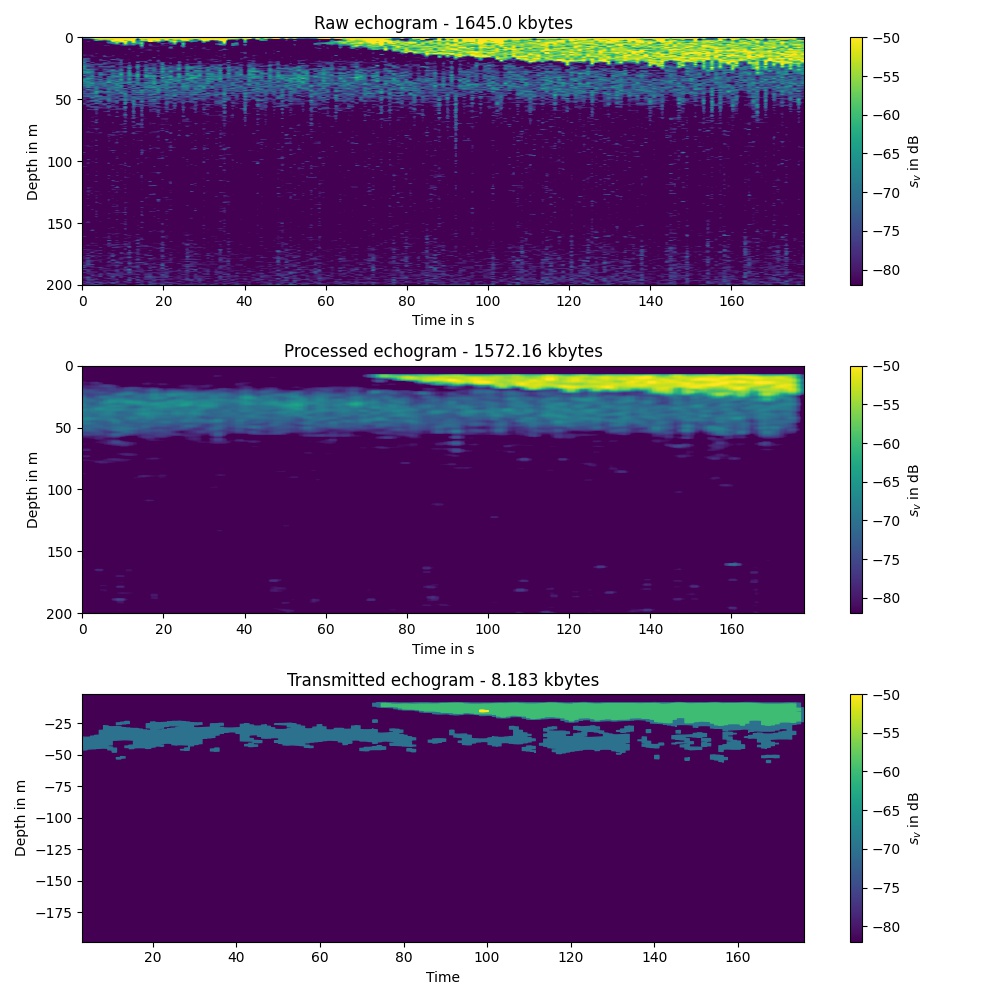 Raw echogram - 1645.0 kbytes
0
50
100
150
200
Depth in m
0 20 40 60 80 100 120 140 160
Time in s
−50
−55
−60
−65
−70
−75
−80
sv in dB
Processed echogram - 1572.16 kbytes
0
50
100
150
200
Depth in m
0 20 40 60 80 100 120 140 160
Time in s
−50
−55
−60
−65
−70
−75
−80
sv in dB
Transmitted echogram - 8.183 kbytes
−25
−50
−75
−100
−125
−150
−175
Depth in m
20 40 60 80 100 120 140 160
Time
−50
−55
−60
−65
−70
−75
−80
sv in dB